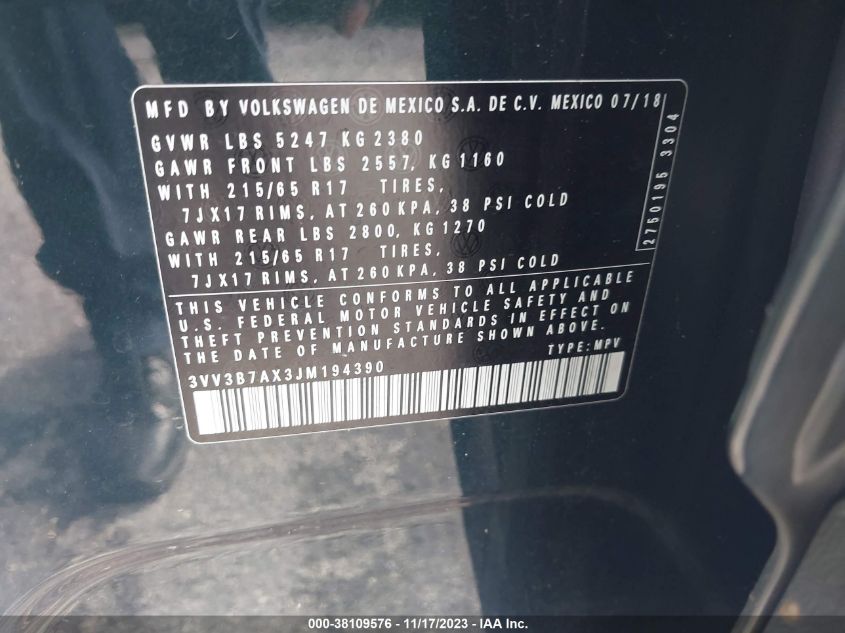 MFD BY VOLKSWAGEN DE MEXICO S.A. DE C.V. MEXICO 07/18
GVWR LBS 5247 KG 2380
GAWR FRONT LBS 2557, KG 1160
WITH 215/65 R17 TIRES,
7JX17 RIMS, AT 260 KPA, 38 PSI COLD
GAWR REAR LBS 2800, KG 1270
WITH 215/65 R17 TIRES,
7JX17 RIMS, AT 260 KPA, 38 PSI COLD
2750195 3304
THIS VEHICLE CONFORMS TO ALL APPLICABLE
U.S. FEDERAL MOTOR VEHICLE SAFETY AND
THEFT PREVENTION STANDARDS IN EFFECT ON
THE DATE OF MANUFACTURE SHOWN ABOVE.
3VV3B7AX3JM194390 TYPE: MPV
000-38109576 - 11/17/2023 - IAA Inc.